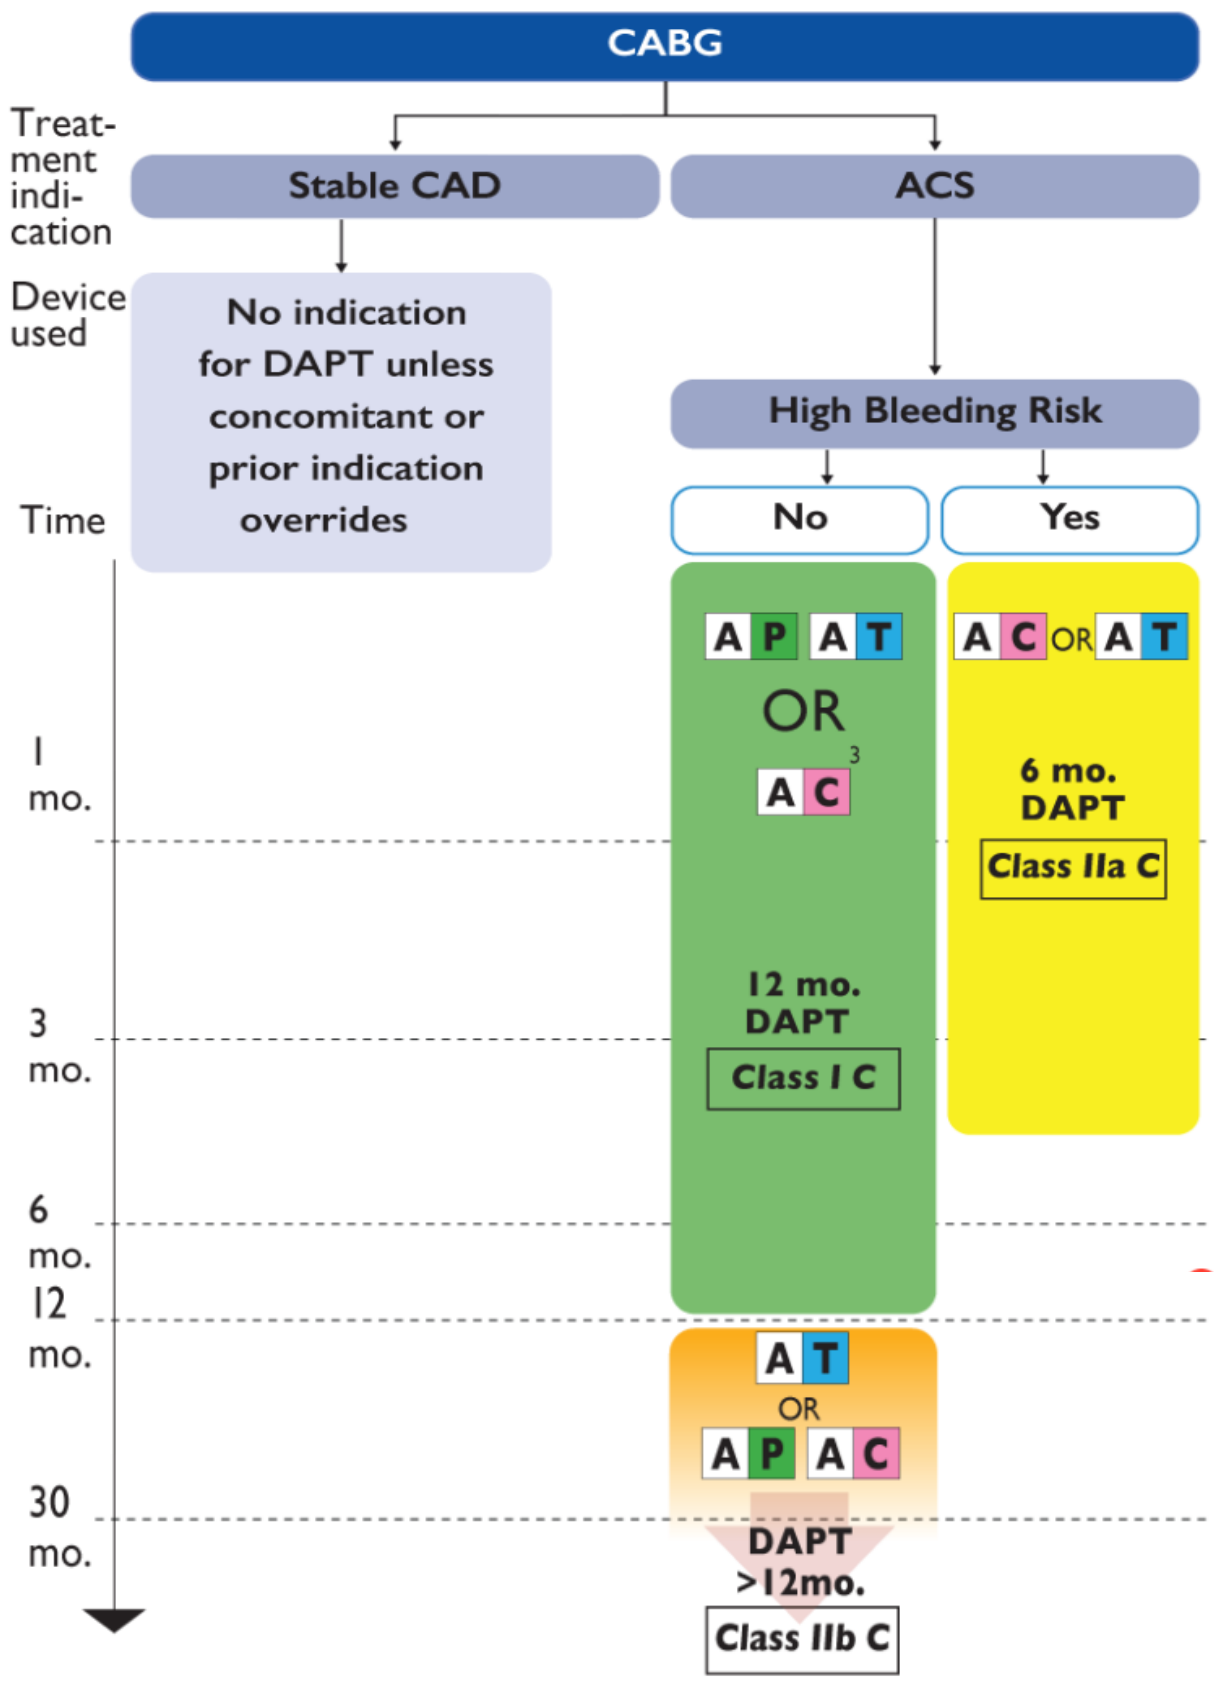 CABG
Treat-
ment
indi-
cation
Stable CAD
ACS
Device
used
No indication
for DAPT unless
concomitant or
prior indication
overrides
High Bleeding Risk
No
Yes
Time
A P A T
OR
A C 3
A C OR A T
6 mo.
DAPT
Class IIa C
1
mo.
12 mo.
DAPT
Class I C
3
mo.
6
mo.
12
mo.
A T
OR
A P A C
30
mo.
DAPT
>12mo.
Class IIb C